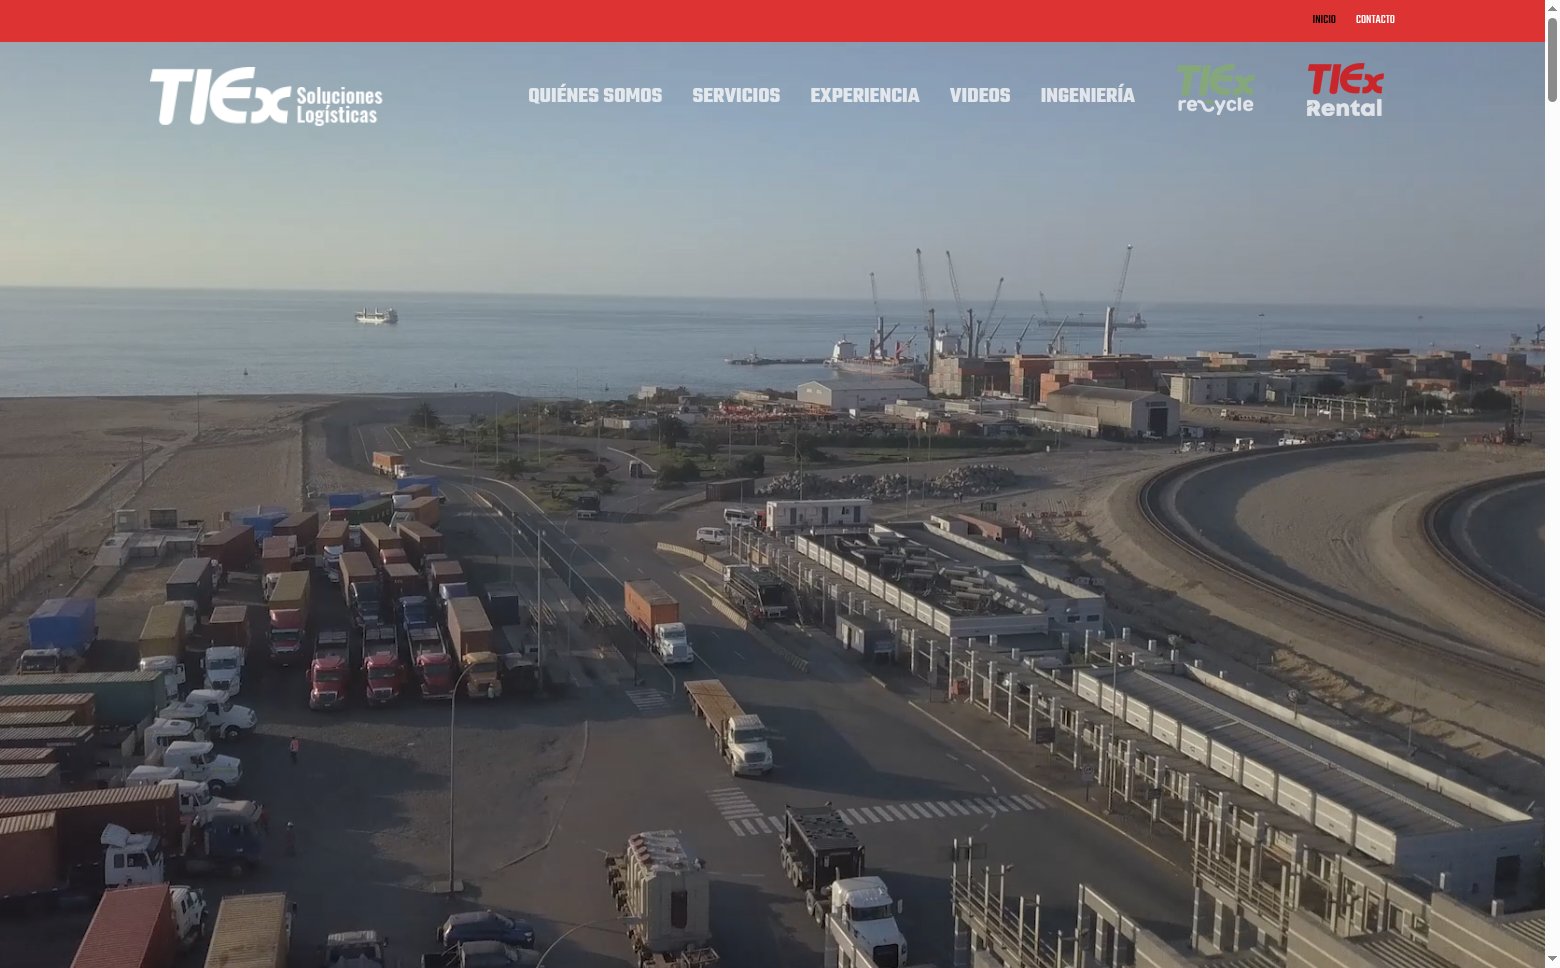 INICIO CONTACTO
TIEx Soluciones Logísticas
QUIÉNES SOMOS SERVICIOS EXPERIENCIA VIDEOS INGENIERÍA
TIEx recycle
TIEx Rental